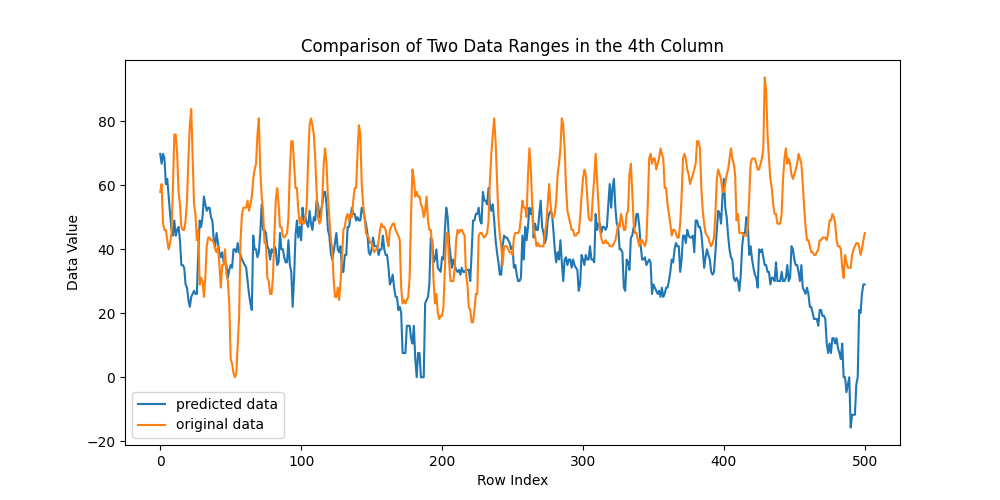 Comparison of Two Data Ranges in the 4th Column
Data Value
80
60
40
20
0
−20
predicted data
original data
0 100 200 300 400 500
Row Index